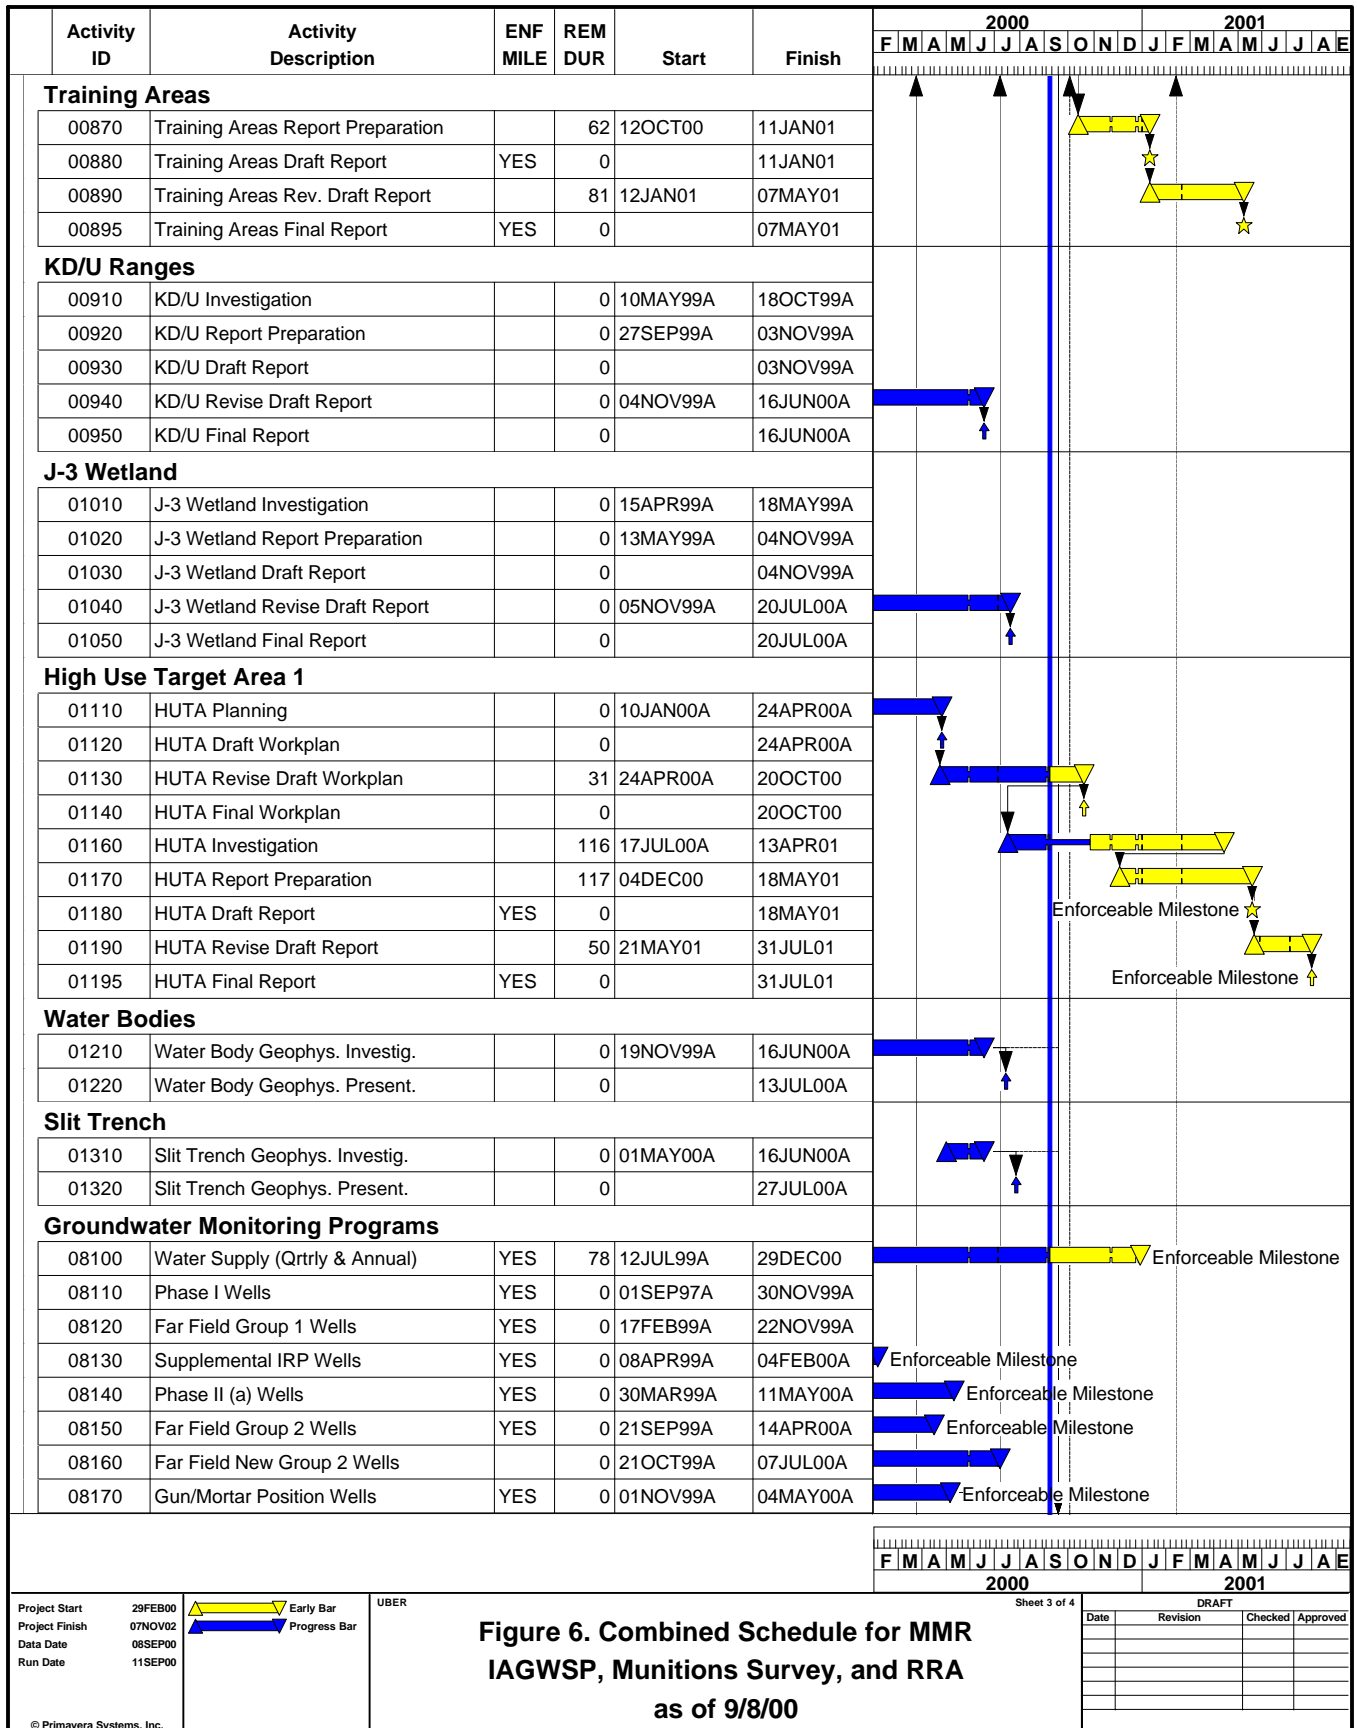 Activity ID Activity Description ENF MILE REM DUR Start Finish
2000 2001
F M A M J J A S O N D J F M A M J J A E
Training Areas
00870 Training Areas Report Preparation 62 12OCT00 11JAN01
00880 Training Areas Draft Report YES 0 11JAN01
00890 Training Areas Rev. Draft Report 81 12JAN01 07MAY01
00895 Training Areas Final Report YES 0 07MAY01
KD/U Ranges
00910 KD/U Investigation 0 10MAY99A 18OCT99A
00920 KD/U Report Preparation 0 27SEP99A 03NOV99A
00930 KD/U Draft Report 0 03NOV99A
00940 KD/U Revise Draft Report 0 04NOV99A 16JUN00A
00950 KD/U Final Report 0 16JUN00A
J-3 Wetland
01010 J-3 Wetland Investigation 0 15APR99A 18MAY99A
01020 J-3 Wetland Report Preparation 0 13MAY99A 04NOV99A
01030 J-3 Wetland Draft Report 0 04NOV99A
01040 J-3 Wetland Revise Draft Report 0 05NOV99A 20JUL00A
01050 J-3 Wetland Final Report 0 20JUL00A
High Use Target Area 1
01110 HUTA Planning 0 10JAN00A 24APR00A
01120 HUTA Draft Workplan 0 24APR00A
01130 HUTA Revise Draft Workplan 31 24APR00A 20OCT00
01140 HUTA Final Workplan 0 20OCT00
01160 HUTA Investigation 116 17JUL00A 13APR01
01170 HUTA Report Preparation 117 04DEC00 18MAY01
01180 HUTA Draft Report YES 0 18MAY01 Enforceable Milestone
01190 HUTA Revise Draft Report 50 21MAY01 31JUL01
01195 HUTA Final Report YES 0 31JUL01 Enforceable Milestone
Water Bodies
01210 Water Body Geophys. Investig. 0 19NOV99A 16JUN00A
01220 Water Body Geophys. Present. 0 13JUL00A
Slit Trench
01310 Slit Trench Geophys. Investig. 0 01MAY00A 16JUN00A
01320 Slit Trench Geophys. Present. 0 27JUL00A
Groundwater Monitoring Programs
08100 Water Supply (Qrtrly & Annual) YES 78 12JUL99A 29DEC00 Enforceable Milestone
08110 Phase I Wells YES 0 01SEP97A 30NOV99A
08120 Far Field Group 1 Wells YES 0 17FEB99A 22NOV99A
08130 Supplemental IRP Wells YES 0 08APR99A 04FEB00A Enforceable Milestone
08140 Phase II (a) Wells YES 0 30MAR99A 11MAY00A Enforceable Milestone
08150 Far Field Group 2 Wells YES 0 21SEP99A 14APR00A Enforceable Milestone
08160 Far Field New Group 2 Wells 0 21OCT99A 07JUL00A
08170 Gun/Mortar Position Wells YES 0 01NOV99A 04MAY00A Enforceable Milestone
F M A M J J A S O N D J F M A M J J A E
2000 2001
Project Start 29FEB00
Project Finish 07NOV02
Data Date 08SEP00
Run Date 11SEP00
© Primavera Systems, Inc.
Early Bar
Progress Bar
UBER
Sheet 3 of 4
Figure 6. Combined Schedule for MMR
IAGWSP, Munitions Survey, and RRA
as of 9/8/00
DRAFT
Date Revision Checked Approved